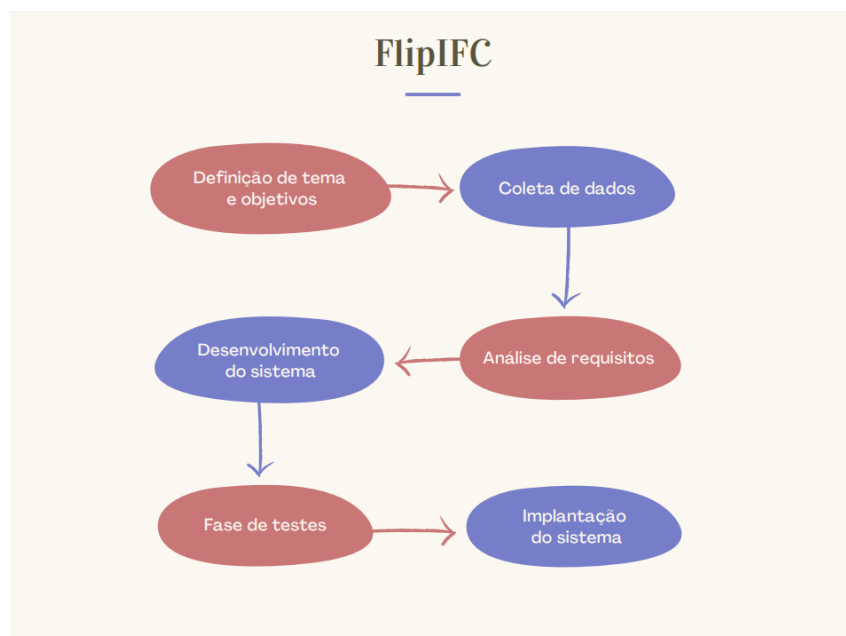 FlipIFC
Definição de tema
e objetivos
Coleta de dados
Análise de requisitos
Desenvolvimento
do sistema
Fase de testes
Implantação
do sistema